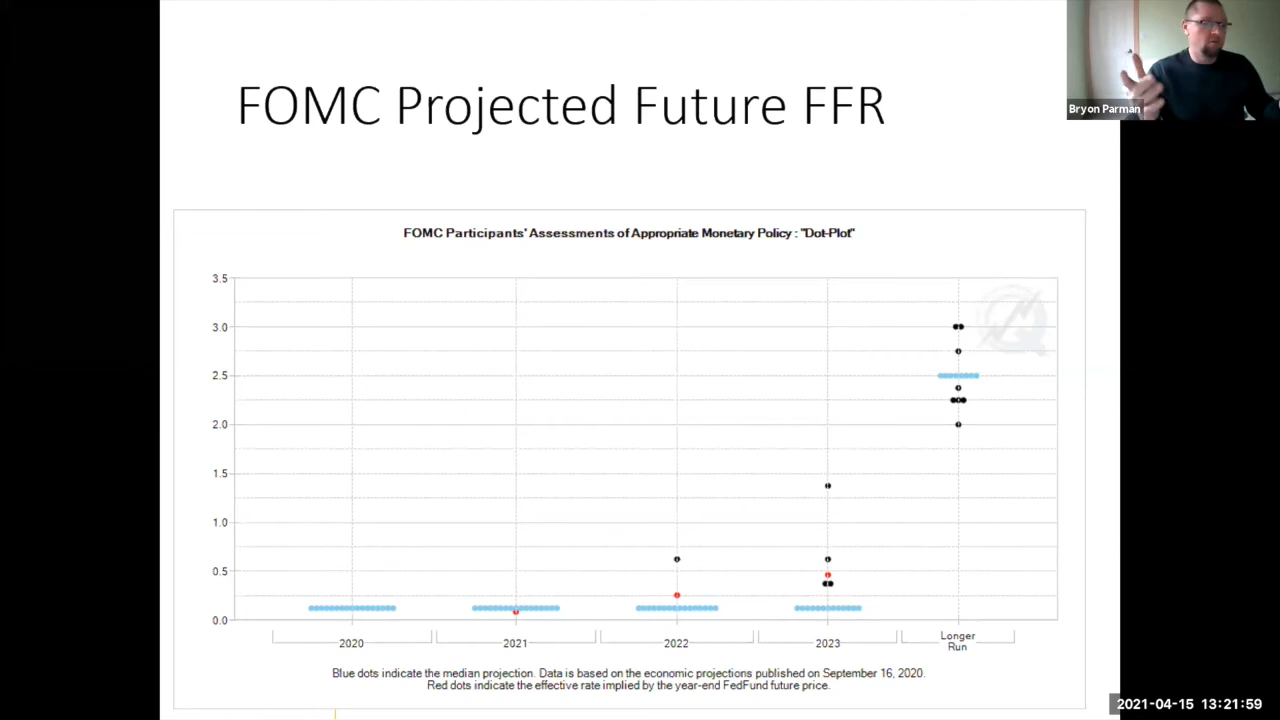 FOMC Projected Future FFR
Bryon Parman
FOMC Participants' Assessments of Appropriate Monetary Policy : "Dot-Plot"
3.5
3.0
2.5
2.0
1.5
1.0
0.5
0.0
2020 2021 2022 2023 Longer
Run
Blue dots indicate the median projection. Data is based on the economic projections published on September 16, 2020.
Red dots indicate the effective rate implied by the year-end FedFund future price.
2021-04-15 13:21:59